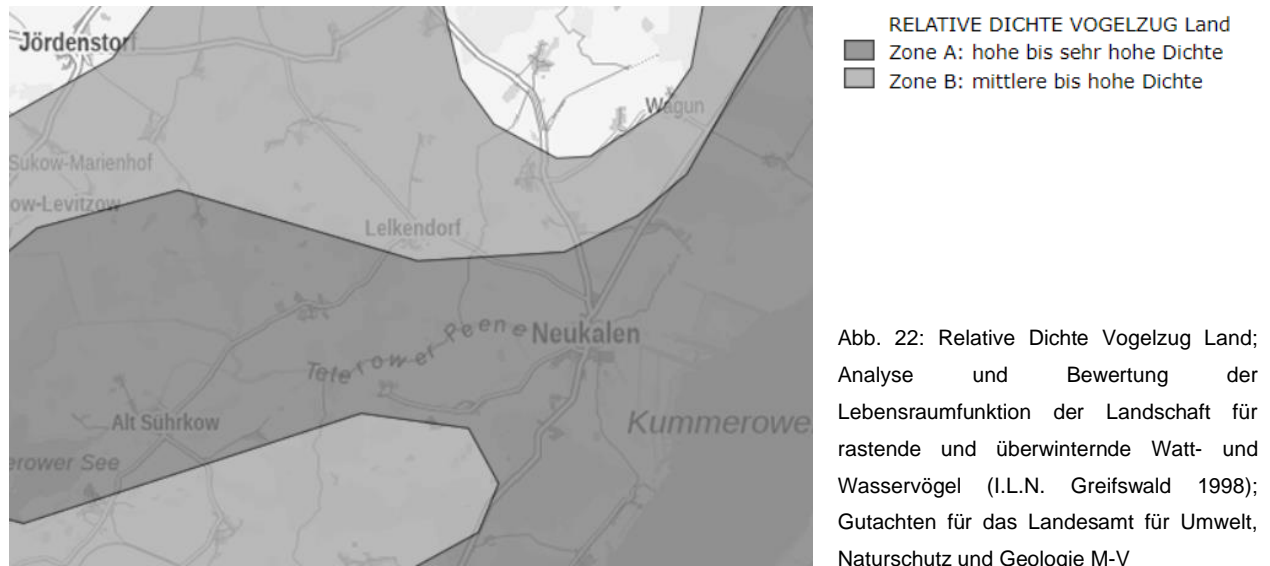 RELATIVE DICHTE VOGELZUG Land
Zone A: hohe bis sehr hohe Dichte
Zone B: mittlere bis hohe Dichte
Jördenstorf
Wagun
Sukow-Marienhof
ow-Levitzow
Lelkendorf
Teterower Peene
Neukalen
Alt Sührkow
Kummerowe
erower See
Abb. 22: Relative Dichte Vogelzug Land;
Analyse und Bewertung der
Lebensraumfunktion der Landschaft für
rastende und überwinternde Watt- und
Wasservögel (I.L.N. Greifswald 1998);
Gutachten für das Landesamt für Umwelt,
Naturschutz und Geologie M-V